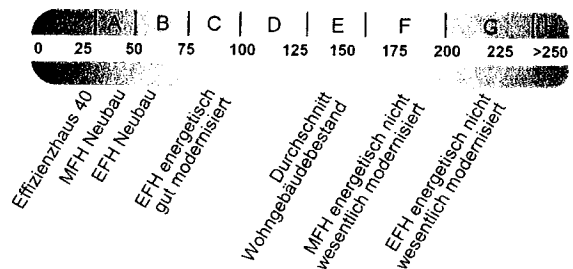 A B C D E F G H
0 25 50 75 100 125 150 175 200 225 >250
Effizienzhaus 40
MFH Neubau
EFH Neubau
EFH energetisch
gut modernisiert
Durchschnitt
Wohngebäudebestand
MFH energetisch nicht
wesentlich modernisiert
EFH energetisch nicht
wesentlich modernisiert